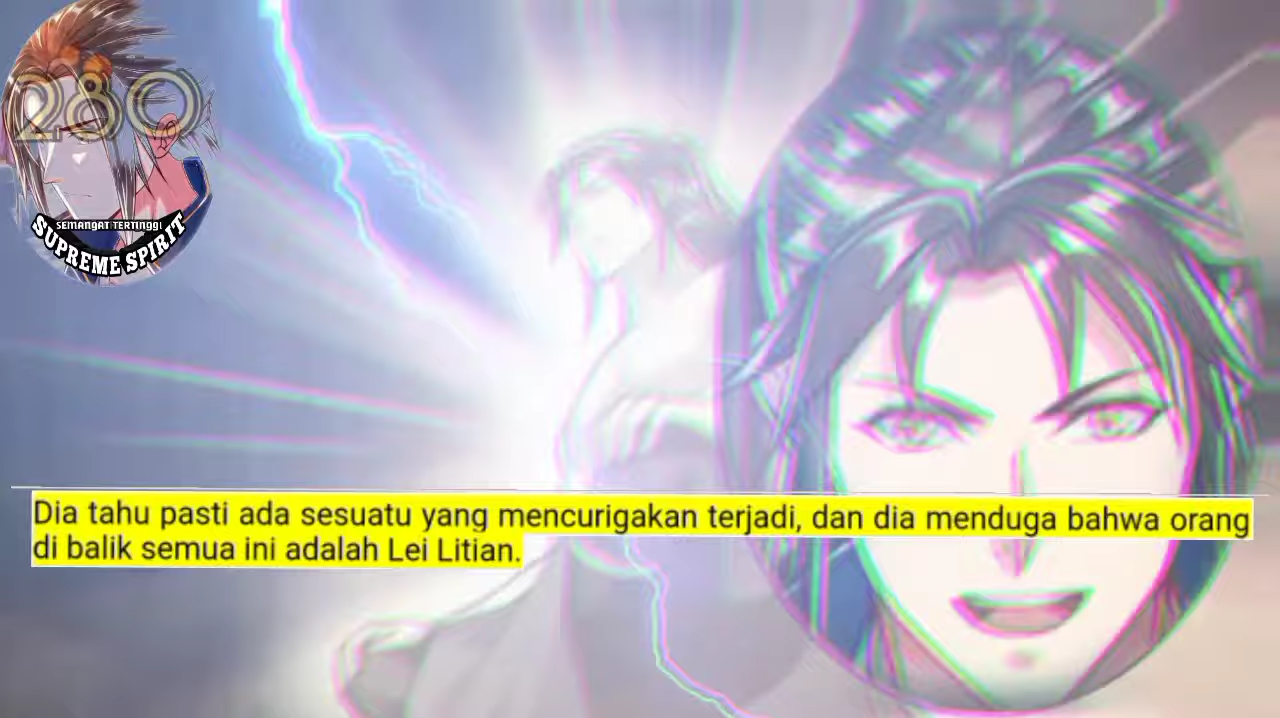 280
SEMANGAT TERTINGGI
SUPREME SPIRIT
Dia tahu pasti ada sesuatu yang mencurigakan terjadi, dan dia menduga bahwa orang
di balik semua ini adalah Lei Litian.